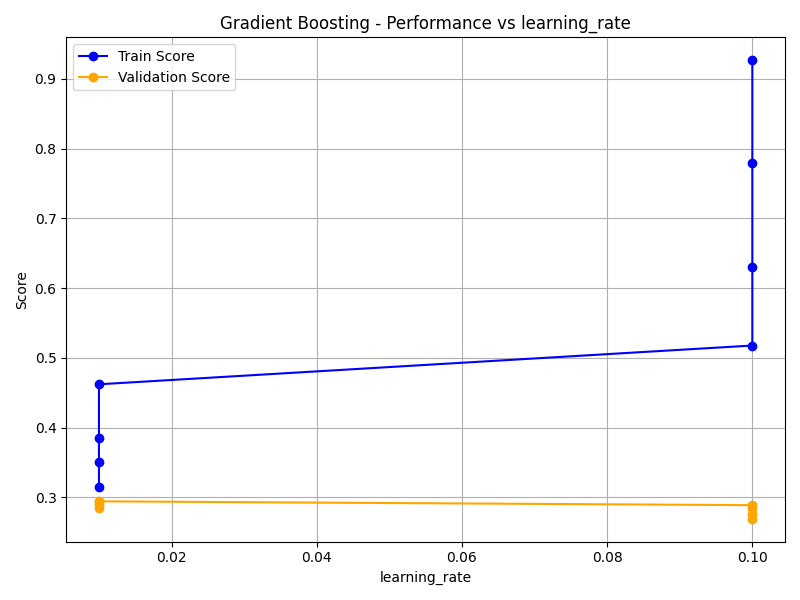 Gradient Boosting - Performance vs learning_rate
Train Score
Validation Score
Score
0.9
0.8
0.7
0.6
0.5
0.4
0.3
0.02
0.04
0.06
0.08
0.10
learning_rate